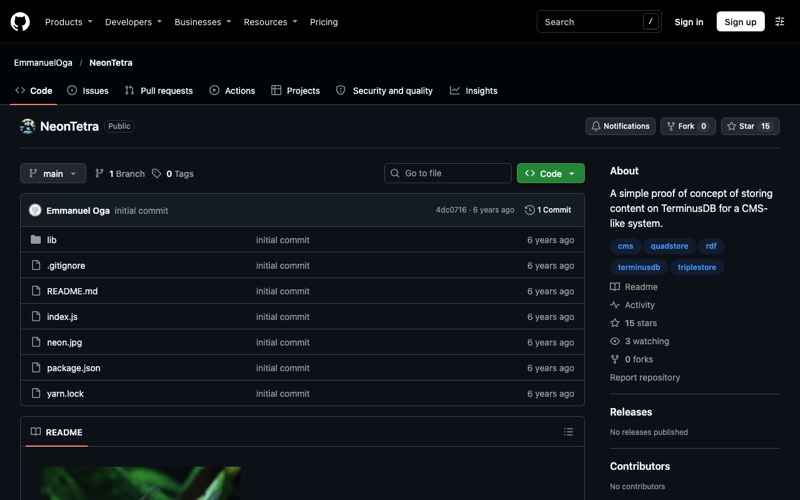 Products Developers Businesses Resources Pricing Search / Sign in Sign up
EmmanuelOga / NeonTetra
Code Issues Pull requests Actions Projects Security and quality Insights
NeonTetra Public Notifications Fork 0 Star 15
main 1 Branch 0 Tags Go to file Code
Emmanuel Oga initial commit 4dc0716 · 6 years ago 1 Commit
lib initial commit 6 years ago
.gitignore initial commit 6 years ago
README.md initial commit 6 years ago
index.js initial commit 6 years ago
neon.jpg initial commit 6 years ago
package.json initial commit 6 years ago
yarn.lock initial commit 6 years ago
README
About
A simple proof of concept of storing
content on TerminusDB for a CMS-
like system.
cms quadstore rdf
terminusdb triplestore
Readme
Activity
15 stars
3 watching
0 forks
Report repository
Releases
No releases published
Contributors
No contributors